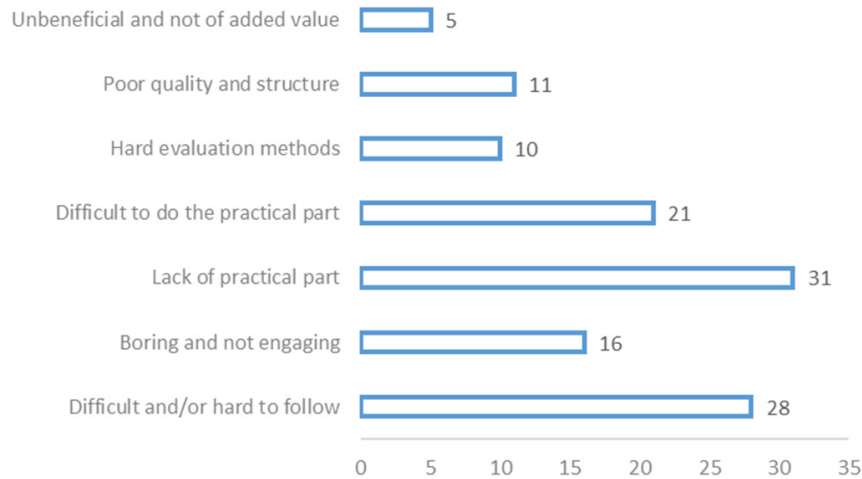 Unbeneficial and not of added value 5
Poor quality and structure 11
Hard evaluation methods 10
Difficult to do the practical part 21
Lack of practical part 31
Boring and not engaging 16
Difficult and/or hard to follow 28
0 5 10 15 20 25 30 35